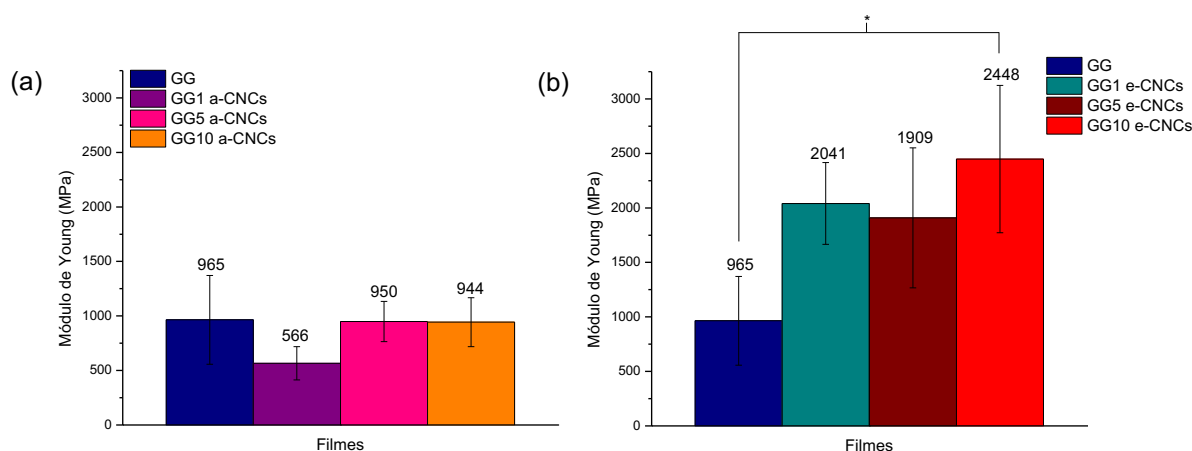 (a)
GG
GG1 a-CNCs
GG5 a-CNCs
GG10 a-CNCs
Módulo de Young (MPa)
3000
2500
2000
1500
1000
500
0
965
566
950
944
Filmes
(b)
*
GG
GG1 e-CNCs
GG5 e-CNCs
GG10 e-CNCs
Módulo de Young (MPa)
3000
2500
2000
1500
1000
500
0
965
2041
1909
2448
Filmes